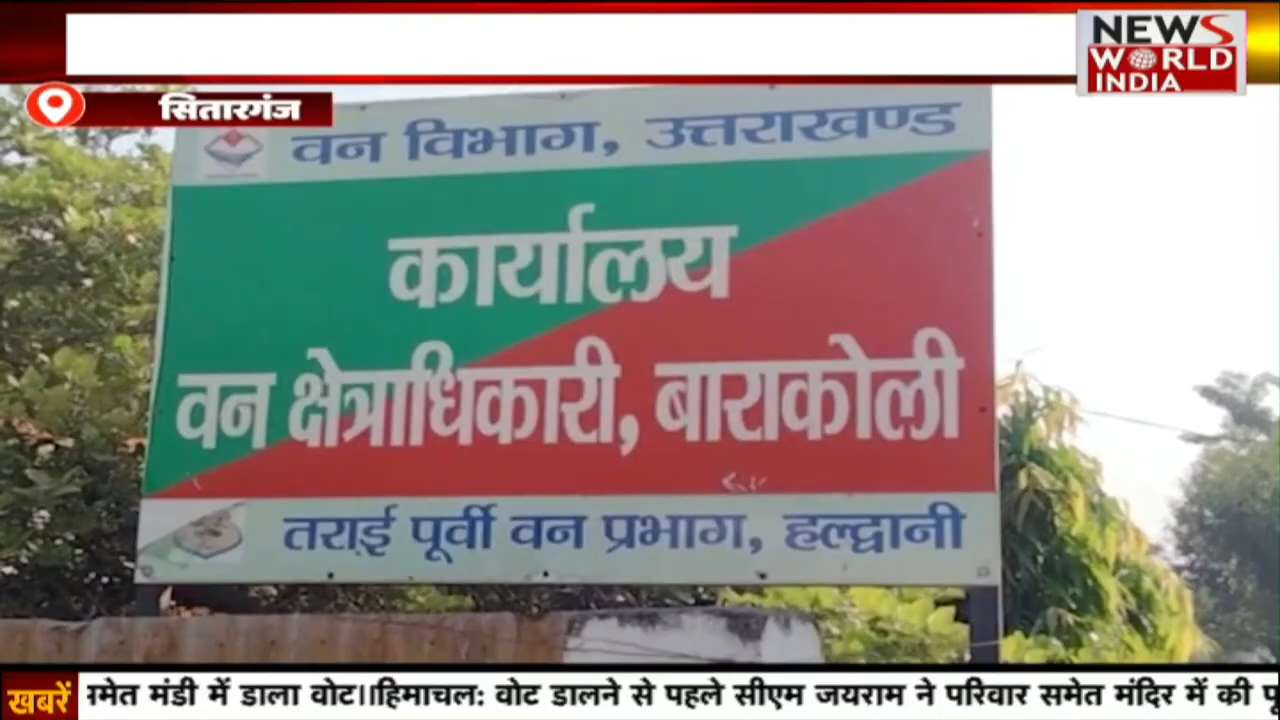 NEWS
WORLD
INDIA
सितारगंज
वन विभाग, उत्तराखण्ड
कार्यालय
वन क्षेत्राधिकारी, बाराकोली
तराई पूर्वी वन प्रभाग, हल्द्वानी
खबरें
मंडी में डाला वोट||हिमाचल: वोट डालने से पहले सीएम जयराम ने परिवार समेत मंदिर में की